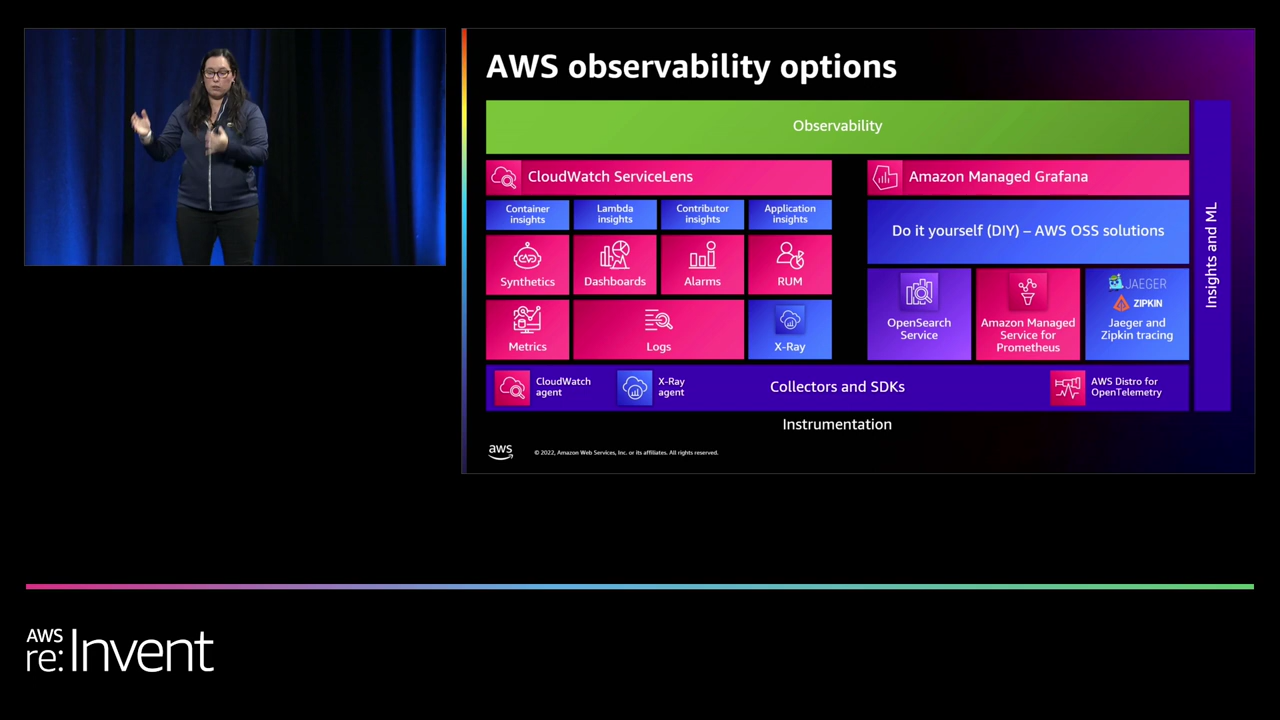 AWS observability options
Observability
CloudWatch ServiceLens
Amazon Managed Grafana
Container
insights
Lambda
insights
Contributor
insights
Application
insights
Do it yourself (DIY) – AWS OSS solutions
Synthetics
Dashboards
Alarms
RUM
Metrics
Logs
X-Ray
OpenSearch
Service
Amazon Managed
Service for
Prometheus
JAEGER
ZIPKIN
Jaeger and
Zipkin tracing
CloudWatch
agent
X-Ray
agent
Collectors and SDKs
AWS Distro for
OpenTelemetry
Insights and ML
Instrumentation
aws
© 2022, Amazon Web Services, Inc. or its affiliates. All rights reserved.
AWS
re:Invent